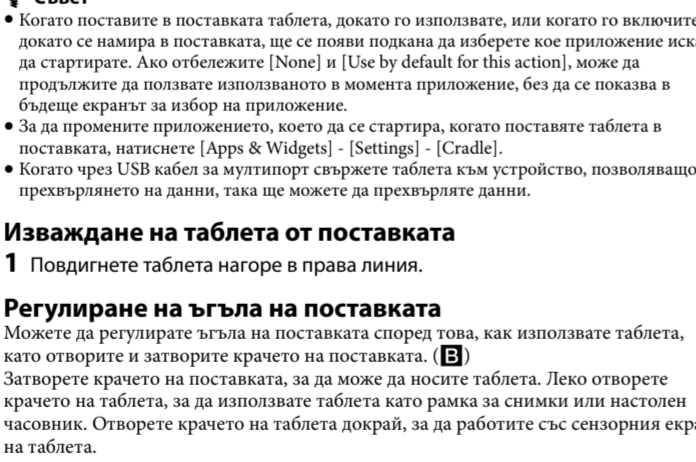 Съвет
• Когато поставите в поставката таблета, докато го използвате, или когато го включите
докато се намира в поставката, ще се появи подкана да изберете кое приложение иска
да стартирате. Ако отбележите [None] и [Use by default for this action], може да
продължите да ползвате използваното в момента приложение, без да се показва в
бъдеще екранът за избор на приложение.
• За да промените приложението, което да се стартира, когато поставяте таблета в
поставката, натиснете [Apps & Widgets] - [Settings] - [Cradle].
• Когато чрез USB кабел за мултипорт свържете таблета към устройство, позволяващо
прехвърлянето на данни, така ще можете да прехвърляте данни.
Изваждане на таблета от поставката
1 Повдигнете таблета нагоре в права линия.
Регулиране на ъгъла на поставката
Можете да регулирате ъгъла на поставката според това, как използвате таблета,
като отворите и затворите крачето на поставката. (B)
Затворете крачето на поставката, за да може да носите таблета. Леко отворете
крачето на таблета, за да използвате таблета като рамка за снимки или настолен
часовник. Отворете крачето на таблета докрай, за да работите със сензорния екра
на таблета.